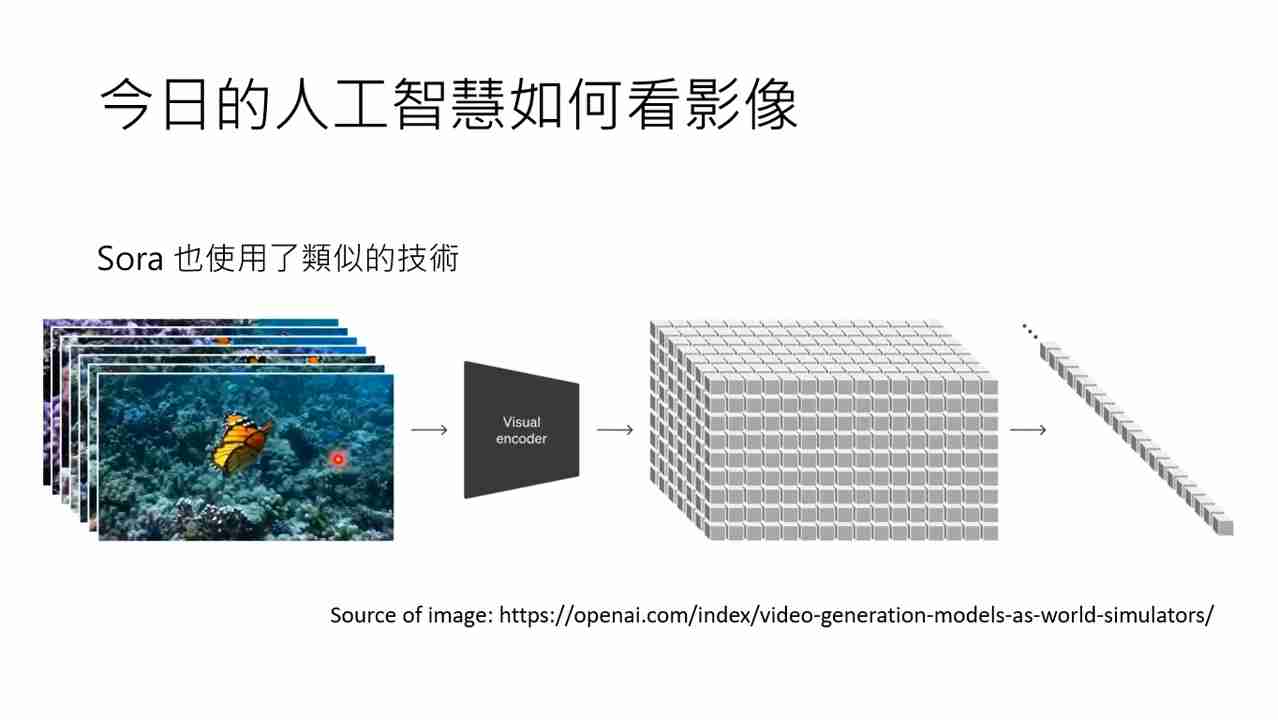 今日的人工智慧如何看影像
Sora 也使用了類似的技術
Visual
encoder
Source of image: https://openai.com/index/video-generation-models-as-world-simulators/